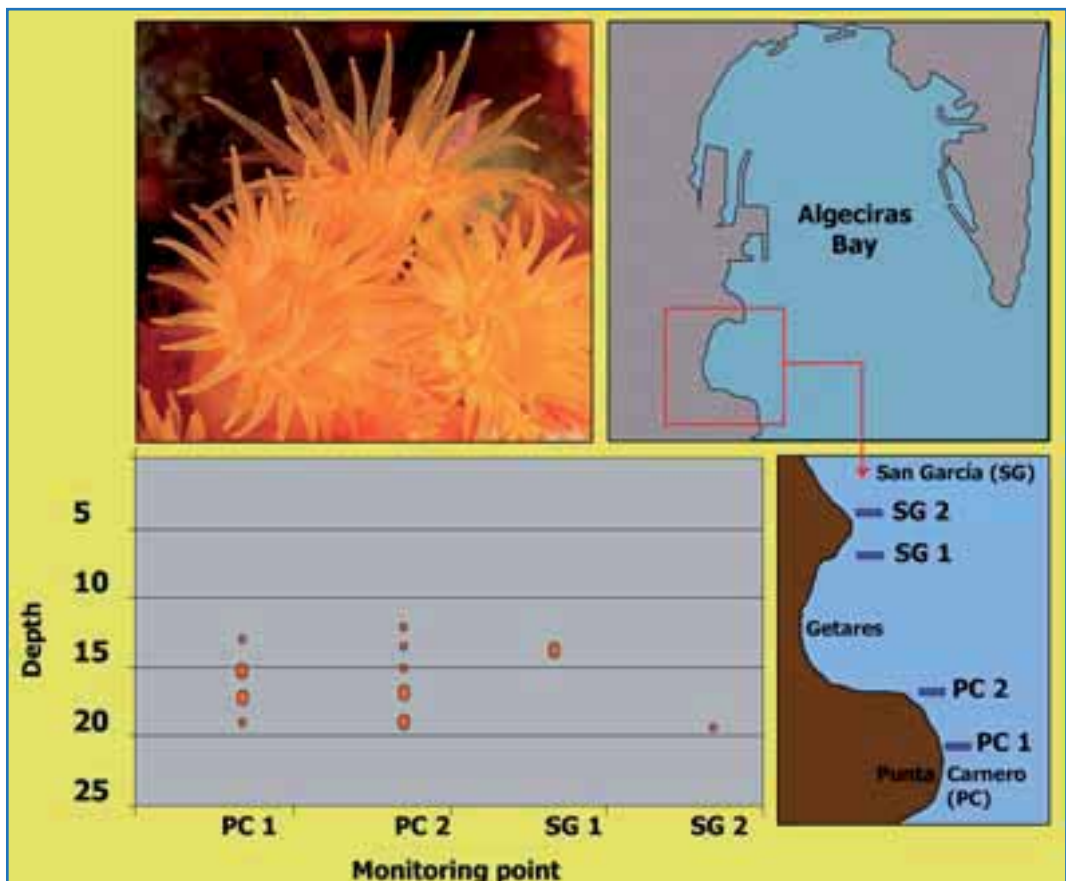 Algeciras
Bay
San García (SG)
SG 2
SG 1
Getares
PC 2
PC 1
Punta Carnero
(PC)
Depth
5
10
15
20
25
PC 1 PC 2 SG 1 SG 2
Monitoring point